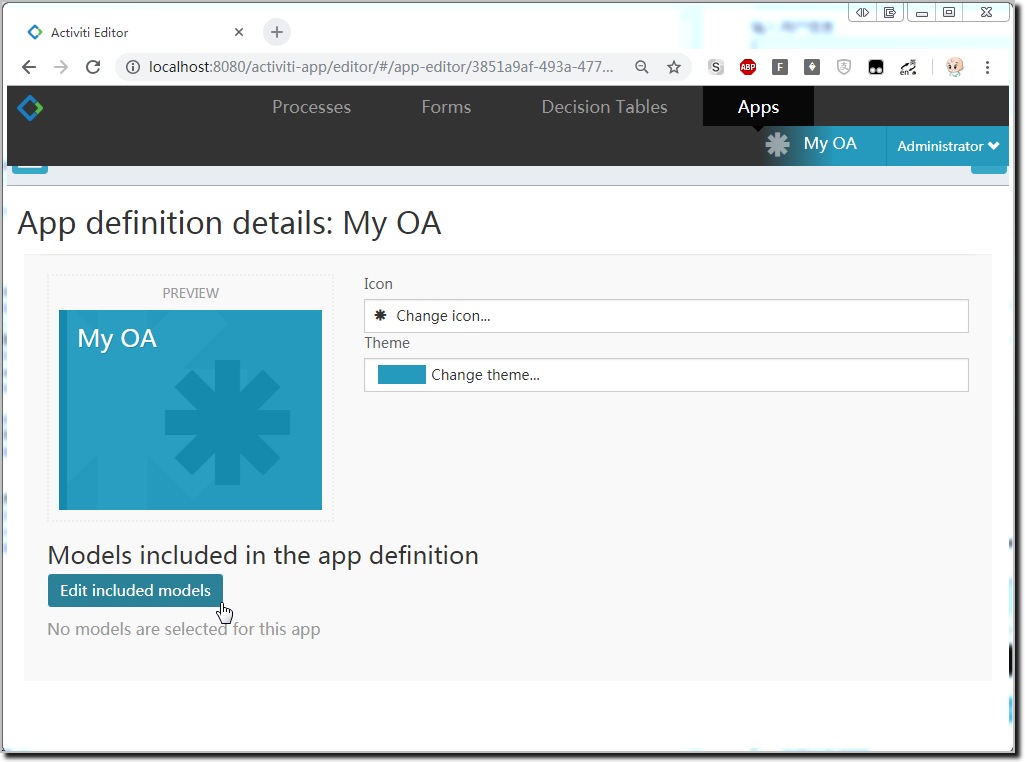 Activiti Editor
localhost:8080/activiti-app/editor/#/app-editor/3851a9af-493a-477...
S ABP F en
Processes Forms Decision Tables Apps
My OA Administrator
App definition details: My OA
PREVIEW
My OA
Icon
Change icon...
Theme
Change theme...
Models included in the app definition
Edit included models
No models are selected for this app